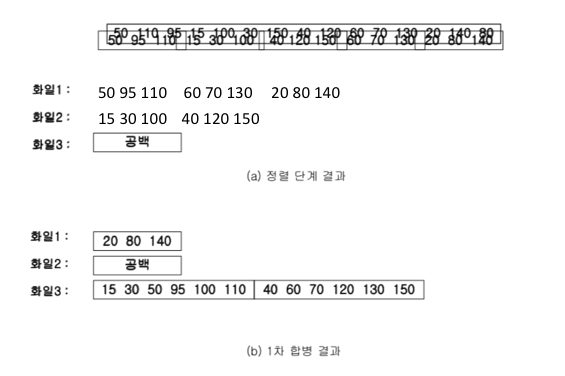 50 110 95 15 100 30 150 40 120 60 70 130 20 140 80
50 95 110 15 30 100 40 120 150 60 70 130 20 80 140
화일1 : 50 95 110 60 70 130 20 80 140
화일2 : 15 30 100 40 120 150
화일3 : 공백
(a) 정렬 단계 결과
화일1 : 20 80 140
화일2 : 공백
화일3 : 15 30 50 95 100 110 40 60 70 120 130 150
(b) 1차 합병 결과